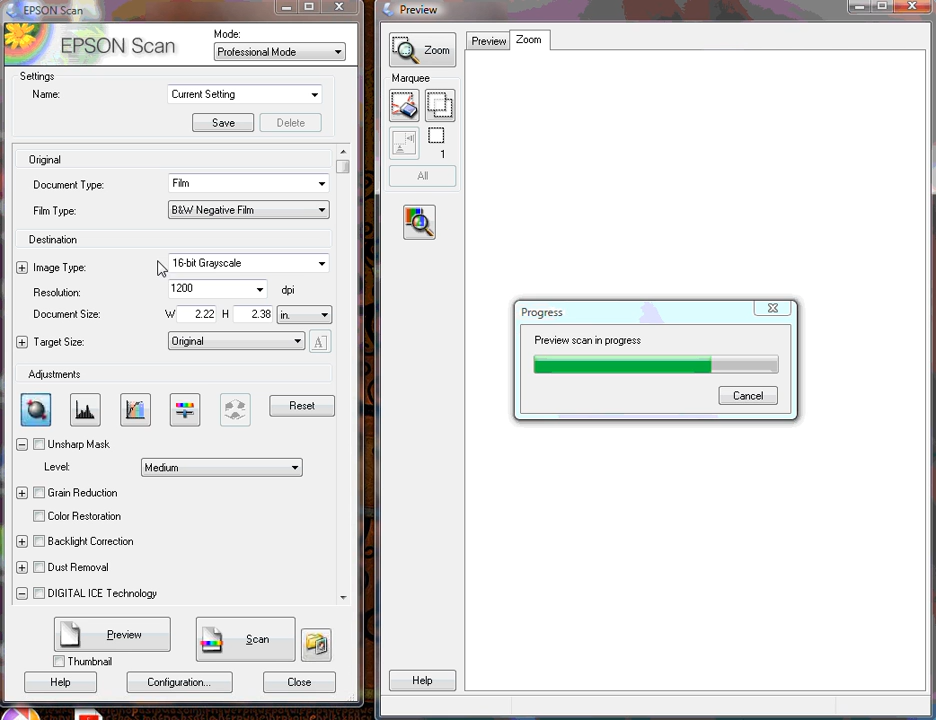 EPSON Scan
EPSON Scan
Mode:
Professional Mode
Settings
Name:
Current Setting
Save
Delete
Original
Document Type:
Film
Film Type:
B&W Negative Film
Destination
Image Type:
16-bit Grayscale
Resolution:
1200
dpi
Document Size:
W
2.22
H
2.38
in.
Target Size:
Original
A
Adjustments
Reset
Unsharp Mask
Level:
Medium
Grain Reduction
Color Restoration
Backlight Correction
Dust Removal
DIGITAL ICE Technology
Preview
Scan
Thumbnail
Help
Configuration...
Close
Preview
Zoom
Preview
Zoom
Marquee
1
All
Progress
Preview scan in progress
Cancel
Help